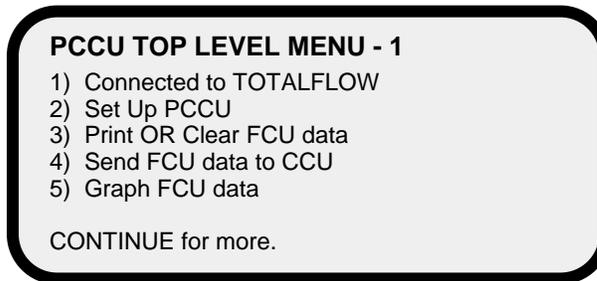 PCCU TOP LEVEL MENU - 1
1) Connected to TOTALFLOW
2) Set Up PCCU
3) Print OR Clear FCU data
4) Send FCU data to CCU
5) Graph FCU data
CONTINUE for more.